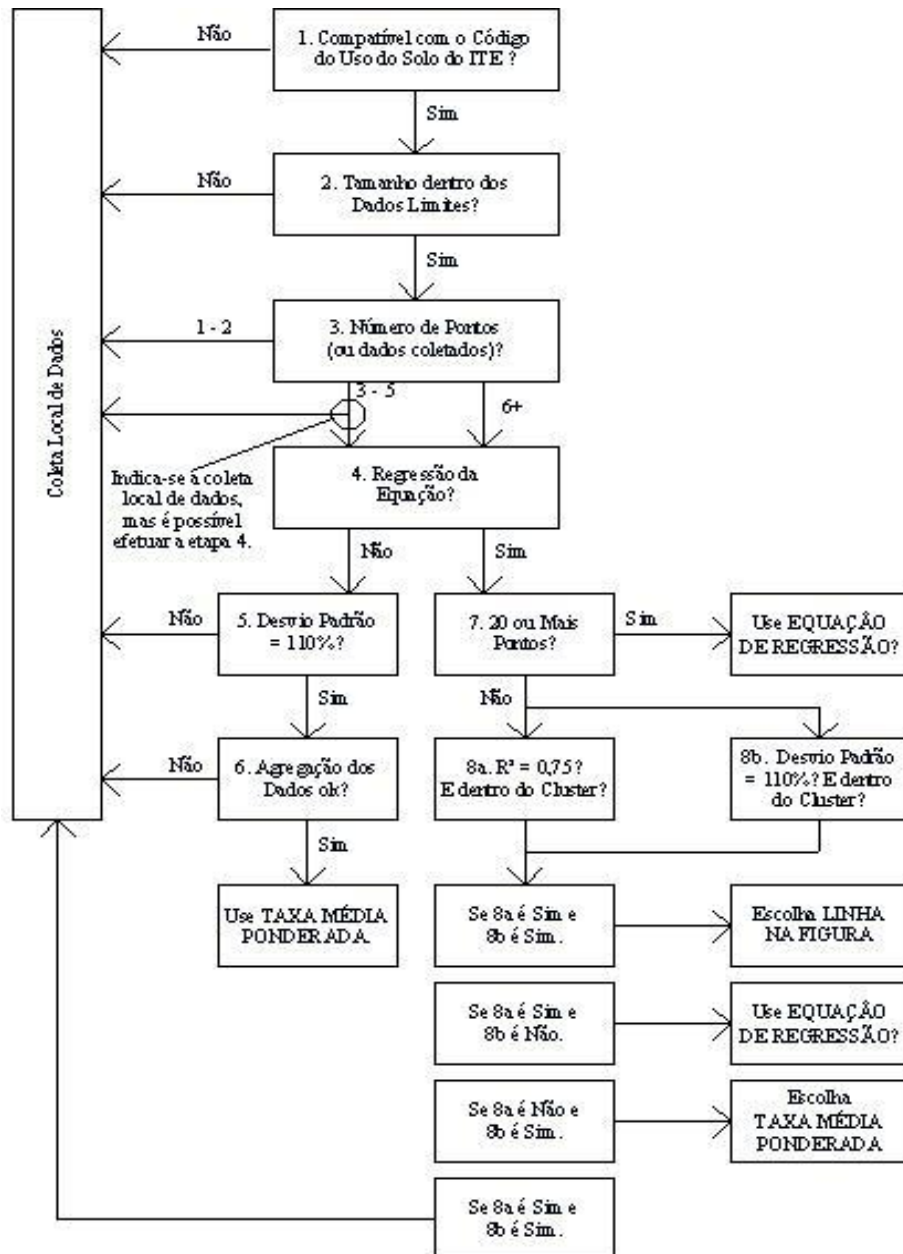 Não
1. Compatível com o Código
do Uso do Solo do ITE ?
Sim
Não
2. Tamanho dentro dos
Dados Limites?
Sim
Coleta Local de Dados
1 - 2
3. Número de Pontos
(ou dados coletados)?
3 - 5
6+
Indica-se a coleta
local de dados,
mas é possível
efetuar a etapa 4.
4. Regressão da
Equação?
Não
Sim
Não
5. Desvio Padrão
= 110%?
7. 20 ou Mais
Pontos?
Sim
Use EQUAÇÃO
DE REGRESSÃO?
Sim
Não
Não
6. Agregação dos
Dados ok?
8a. R² = 0,75?
E dentro do Cluster?
8b. Desvio Padrão
= 110%? E dentro
do Cluster?
Sim
Use TAXA MÉDIA
PONDERADA.
Se 8a é Sim e
8b é Sim.
Escolha LINHA
NA FIGURA
Se 8a é Sim e
8b é Não.
Use EQUAÇÃO
DE REGRESSÃO?
Se 8a é Não e
8b é Sim.
Escolha
TAXA MÉDIA
PONDERADA
Se 8a é Sim e
8b é Sim.